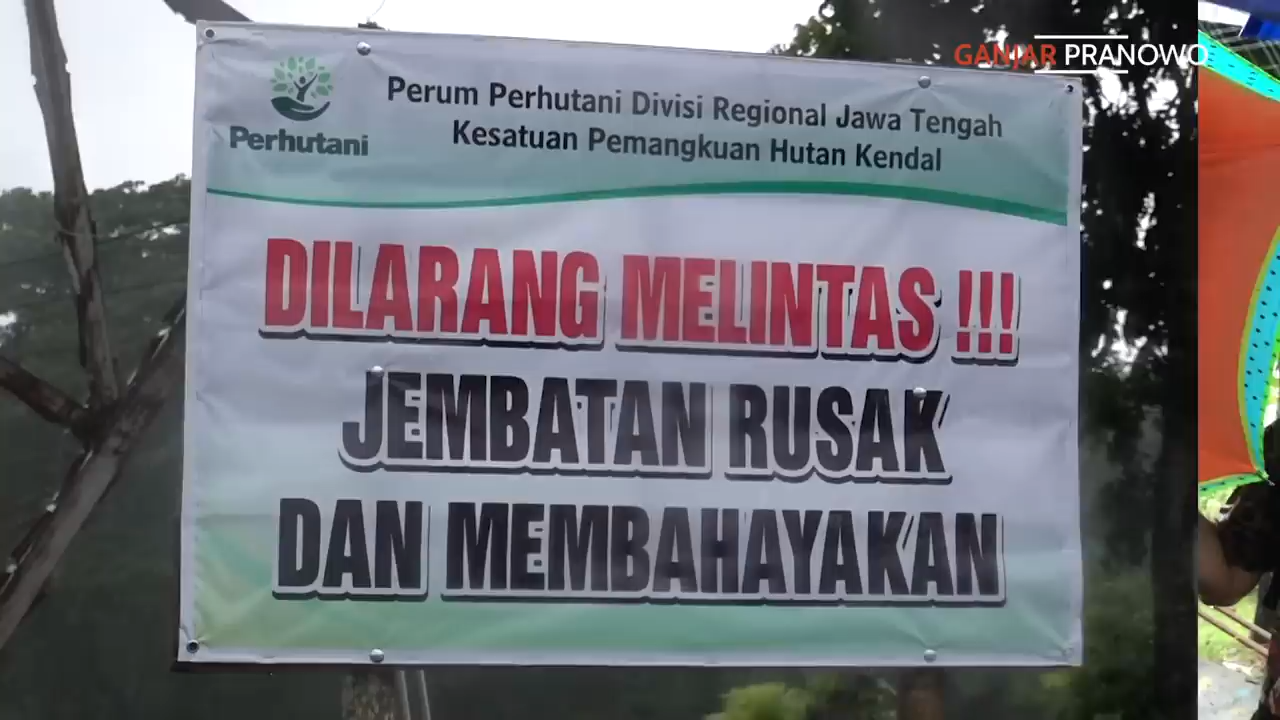 GANJAR PRANOWO
Perhutani
Perum Perhutani Divisi Regional Jawa Tengah
Kesatuan Pemangkuan Hutan Kendal
DILARANG MELINTAS !!!
JEMBATAN RUSAK
DAN MEMBAHAYAKAN